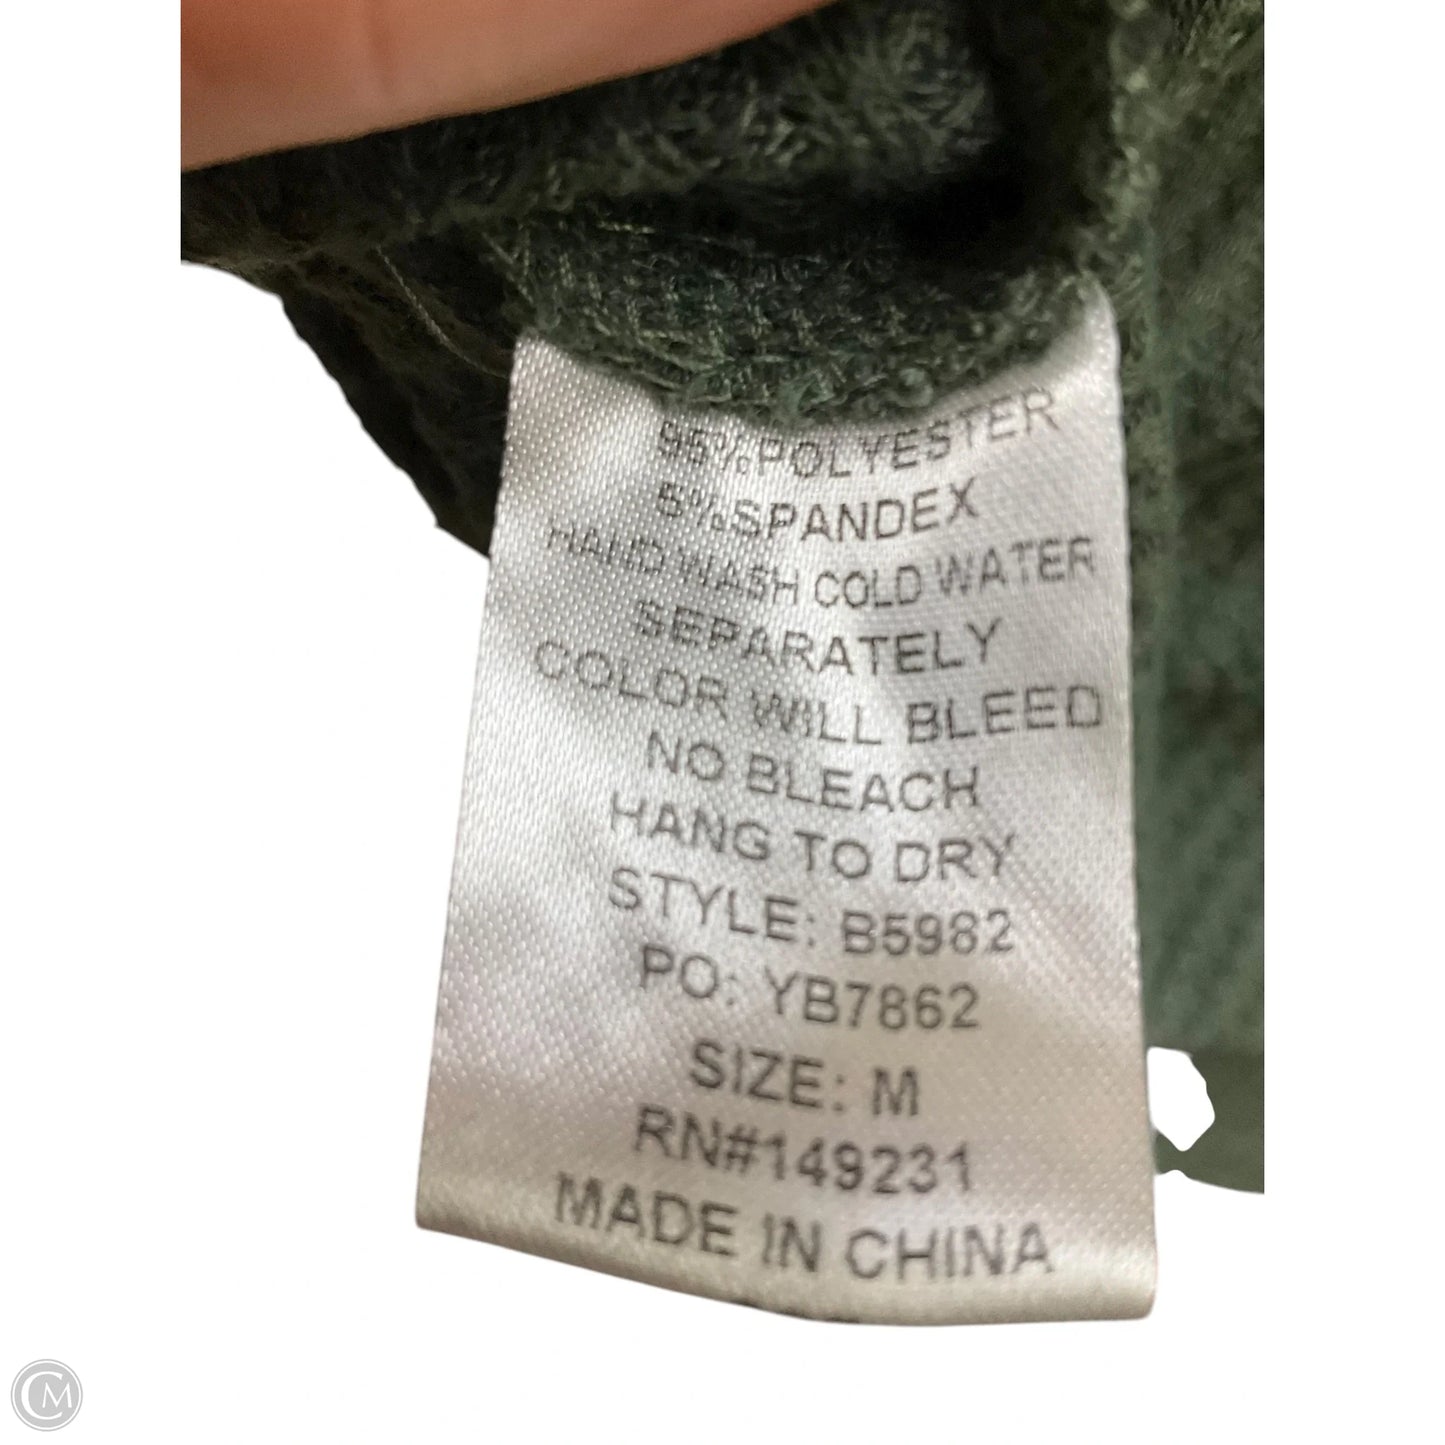 95%POLYESTER
5%SPANDEX
HAND WASH COLD WATER
SEPARATELY
COLOR WILL BLEED
NO BLEACH
HANG TO DRY
STYLE: B5982
PO: YB7862
SIZE: M
RN#149231
MADE IN CHINA
CM